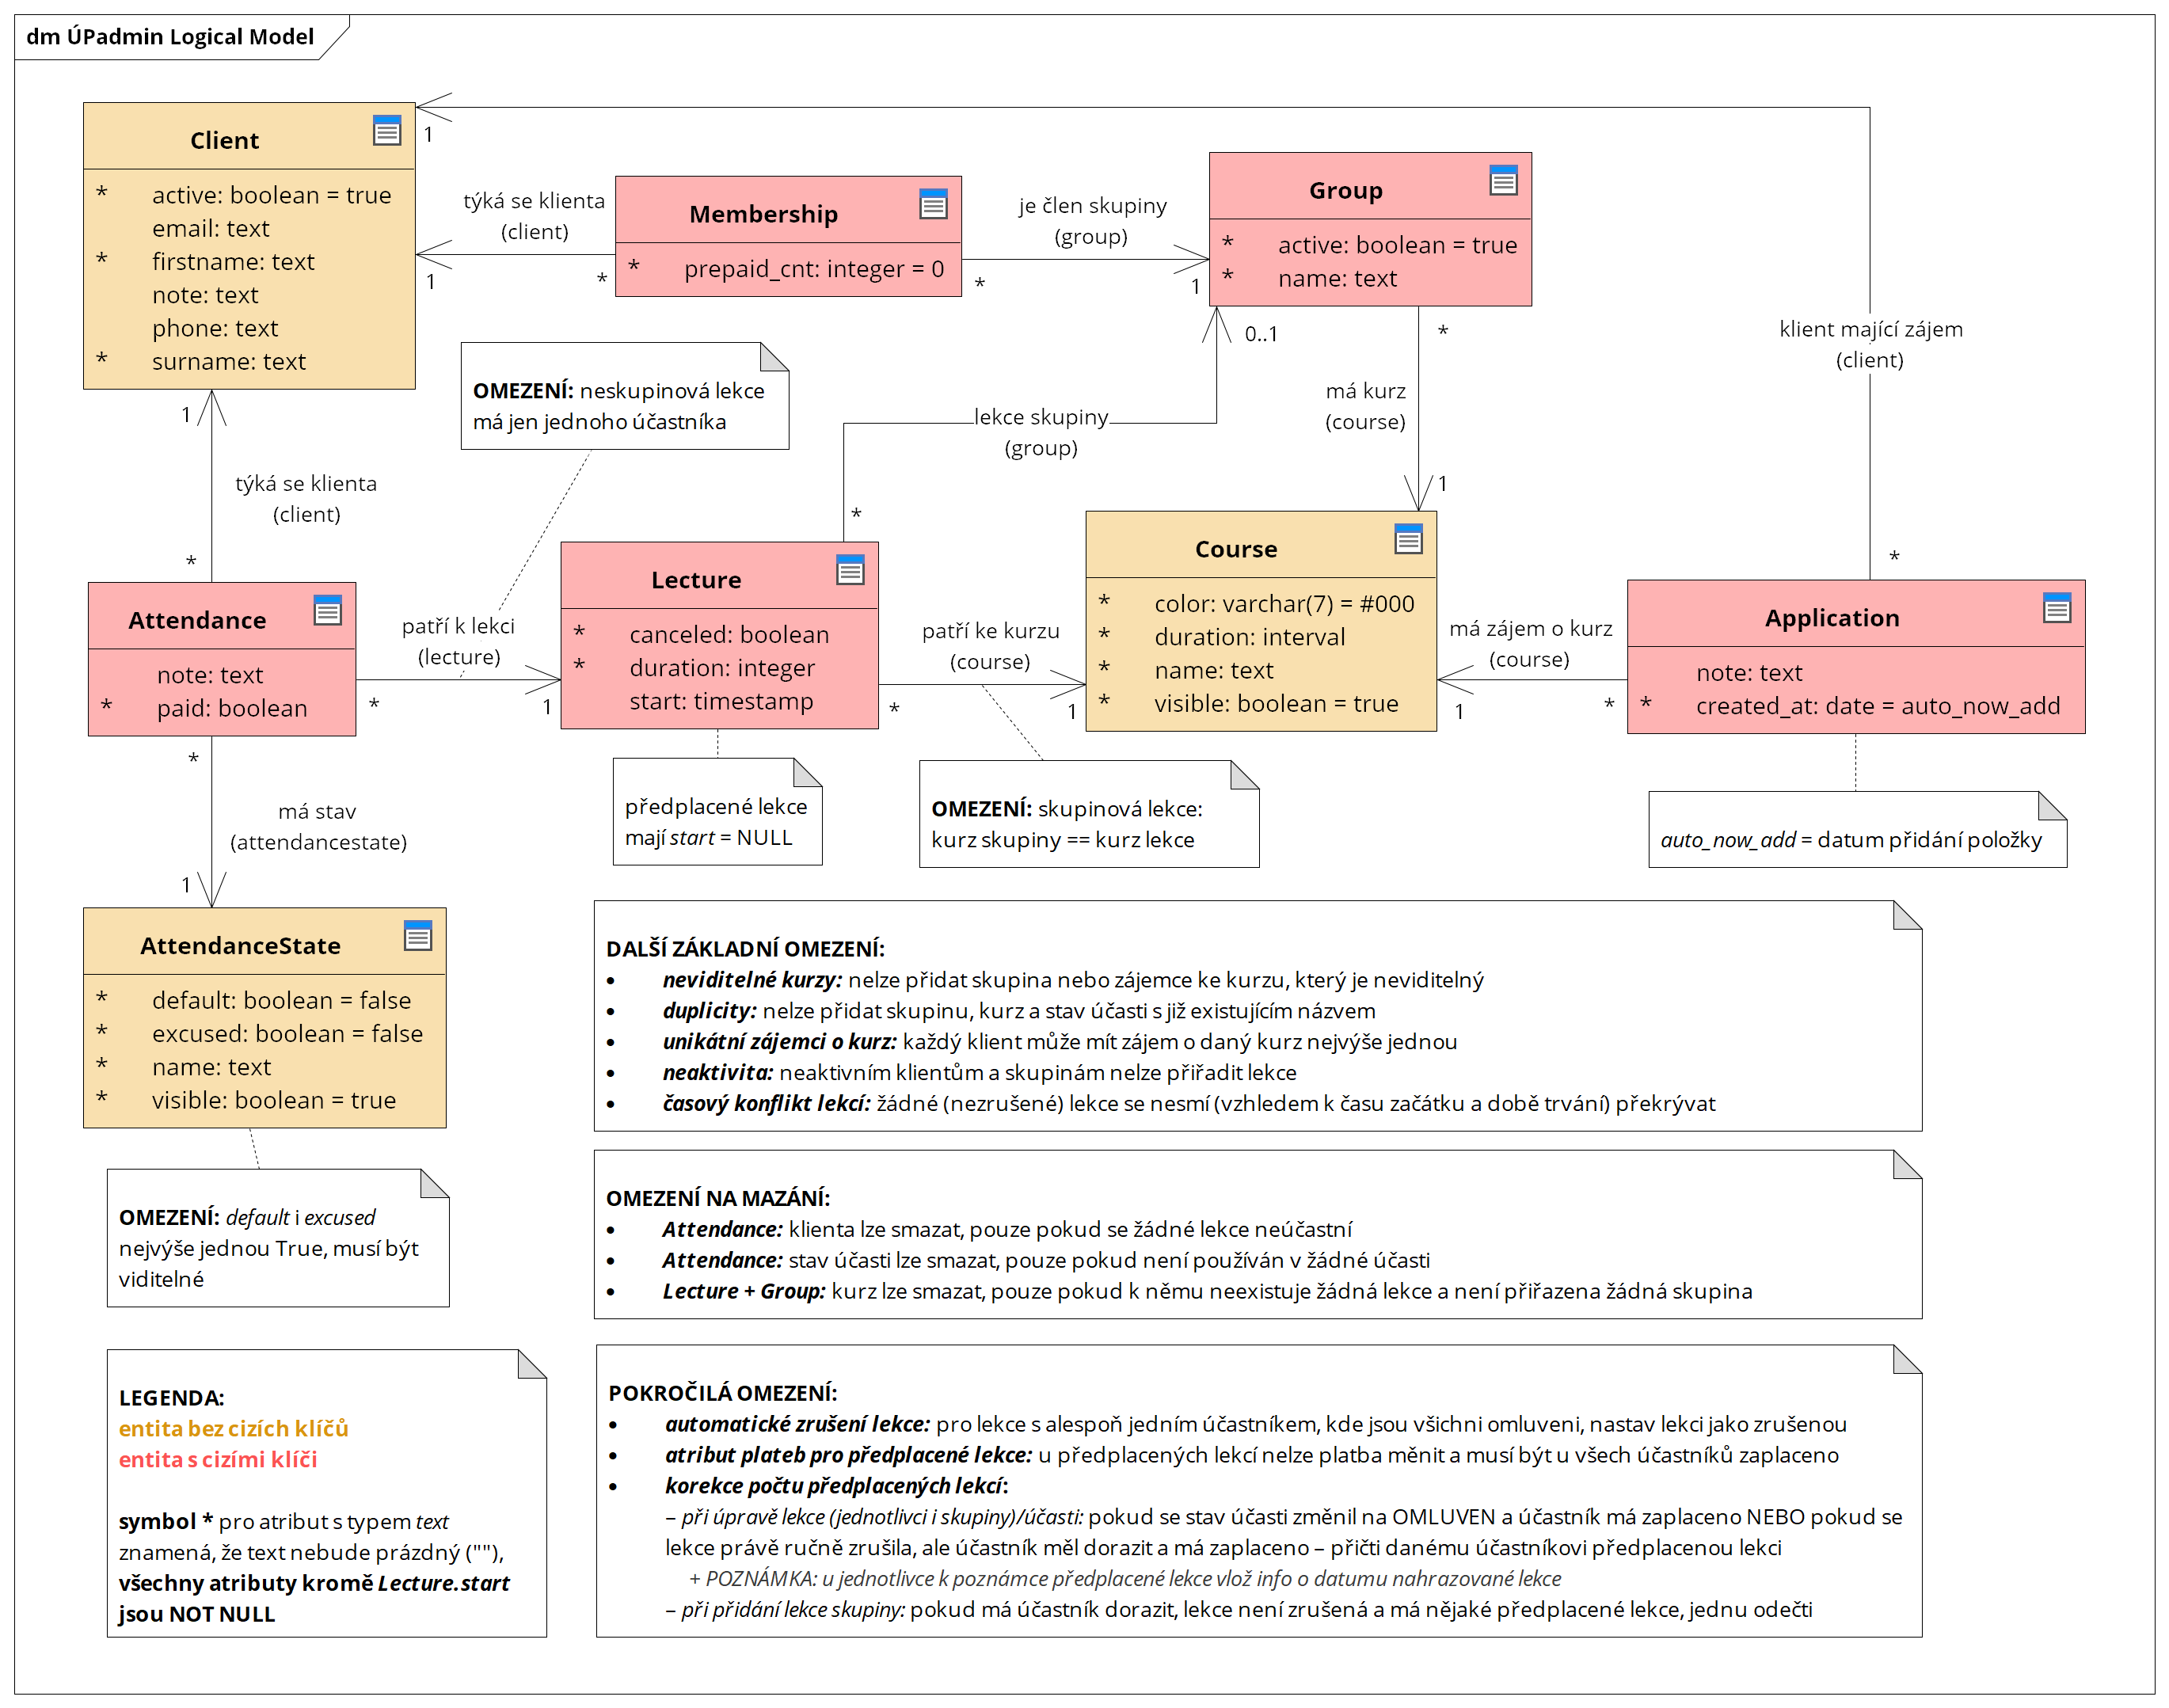 dm ÚPadmin Logical Model
Client
* active: boolean = true
email: text
* firstname: text
note: text
phone: text
* surname: text
1
týká se klienta
(client)
1
*
Membership
* prepaid_cnt: integer = 0
je člen skupiny
(group)
*
1
Group
* active: boolean = true
* name: text
klient mající zájem
(client)
*
0..1
*
má kurz
(course)
1
lekce skupiny
(group)
*
OMEZENÍ: neskupinová lekce
má jen jednoho účastníka
1
týká se klienta
(client)
*
Attendance
note: text
* paid: boolean
patří k lekci
(lecture)
*
1
Lecture
* canceled: boolean
* duration: integer
start: timestamp
patří ke kurzu
(course)
*
1
Course
* color: varchar(7) = #000
* duration: interval
* name: text
* visible: boolean = true
má zájem o kurz
(course)
1
*
Application
note: text
* created_at: date = auto_now_add
*
má stav
(attendancestate)
1
předplacené lekce
mají start = NULL
OMEZENÍ: skupinová lekce:
kurz skupiny == kurz lekce
auto_now_add = datum přidání položky
AttendanceState
* default: boolean = false
* excused: boolean = false
* name: text
* visible: boolean = true
OMEZENÍ: default i excused
nejvýše jednou True, musí být
viditelné
DALŠÍ ZÁKLADNÍ OMEZENÍ:
• neviditelné kurzy: nelze přidat skupina nebo zájemce ke kurzu, který je neviditelný
• duplicity: nelze přidat skupinu, kurz a stav účasti s již existujícím názvem
• unikátní zájemci o kurz: každý klient může mít zájem o daný kurz nejvýše jednou
• neaktivita: neaktivním klientům a skupinám nelze přiřadit lekce
• časový konflikt lekcí: žádné (nezrušené) lekce se nesmí (vzhledem k času začátku a době trvání) překrývat
OMEZENÍ NA MAZÁNÍ:
• Attendance: klienta lze smazat, pouze pokud se žádné lekce neúčastní
• Attendance: stav účasti lze smazat, pouze pokud není používán v žádné účasti
• Lecture + Group: kurz lze smazat, pouze pokud k němu neexistuje žádná lekce a není přiřazena žádná skupina
LEGENDA:
entita bez cizích klíčů
entita s cizími klíči
symbol * pro atribut s typem text
znamená, že text nebude prázdný (""),
všechny atributy kromě Lecture.start
jsou NOT NULL
POKROČILÁ OMEZENÍ:
• automatické zrušení lekce: pro lekce s alespoň jedním účastníkem, kde jsou všichni omluveni, nastav lekci jako zrušenou
• atribut plateb pro předplacené lekce: u předplacených lekcí nelze platba měnit a musí být u všech účastníků zaplaceno
• korekce počtu předplacených lekcí:
– při úpravě lekce (jednotlivci i skupiny)/účasti: pokud se stav účasti změnil na OMLUVEN a účastník má zaplaceno NEBO pokud se
lekce právě ručně zrušila, ale účastník měl dorazit a má zaplaceno – přičti danému účastníkovi předplacenou lekci
+ POZNÁMKA: u jednotlivce k poznámce předplacené lekce vlož info o datumu nahrazované lekce
– při přidání lekce skupiny: pokud má účastník dorazit, lekce není zrušená a má nějaké předplacené lekce, jednu odečti